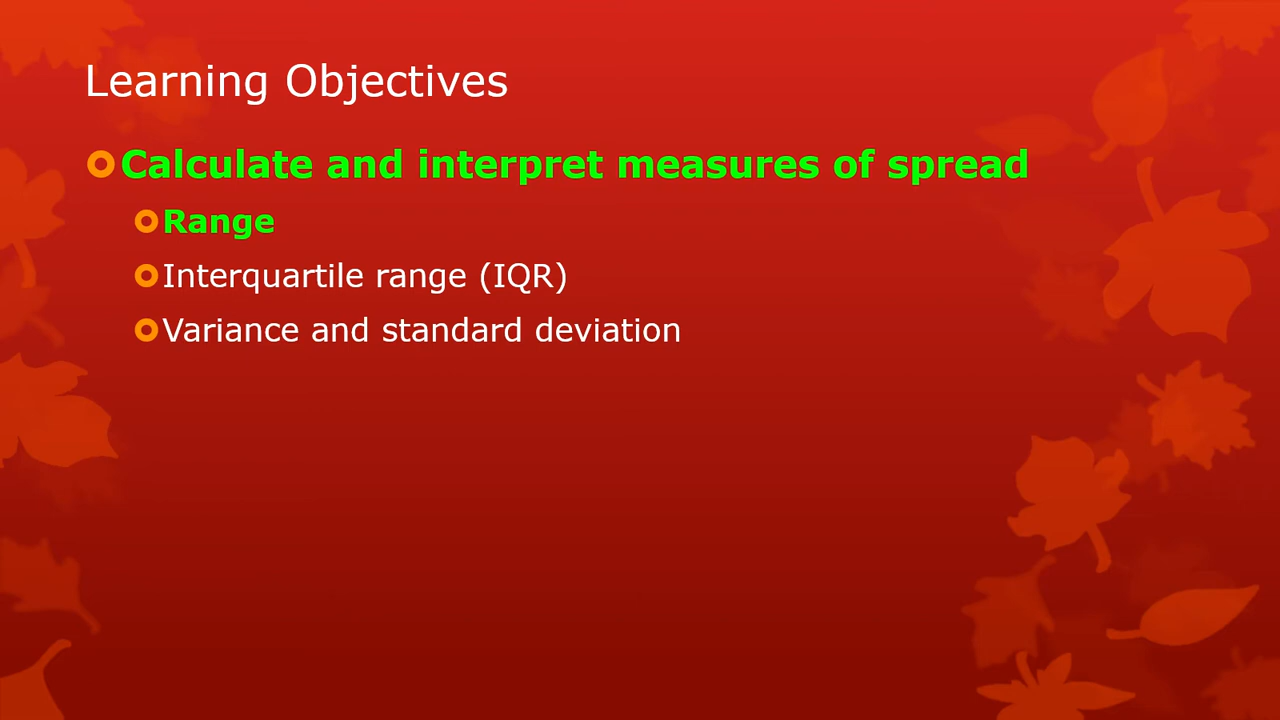 Learning Objectives
Calculate and interpret measures of spread
Range
Interquartile range (IQR)
Variance and standard deviation